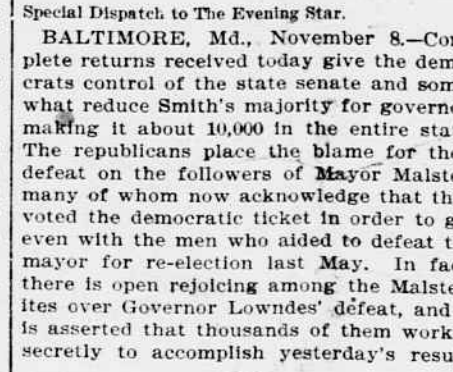 Special Dispatch to The Evening Star.
BALTIMORE, Md., November 8.—Com
plete returns received today give the dem
crats control of the state senate and som
what reduce Smith's majority for governo
making it about 10,000 in the entire sta
The republicans place the blame for the
defeat on the followers of Mayor Malste
many of whom now acknowledge that th
voted the democratic ticket in order to g
even with the men who aided to defeat t
mayor for re-election last May. In fac
there is open rejoicing among the Malste
ites over Governor Lowndes' defeat, and
is asserted that thousands of them work
secretly to accomplish yesterday's resu